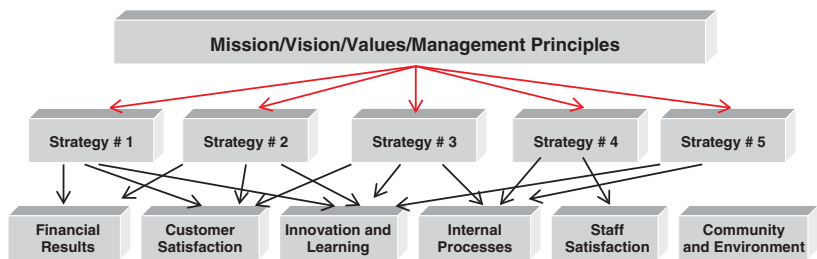 Mission/Vision/Values/Management Principles
Strategy # 1
Strategy # 2
Strategy # 3
Strategy # 4
Strategy # 5
Financial
Results
Customer
Satisfaction
Innovation and
Learning
Internal
Processes
Staff
Satisfaction
Community
and Environment